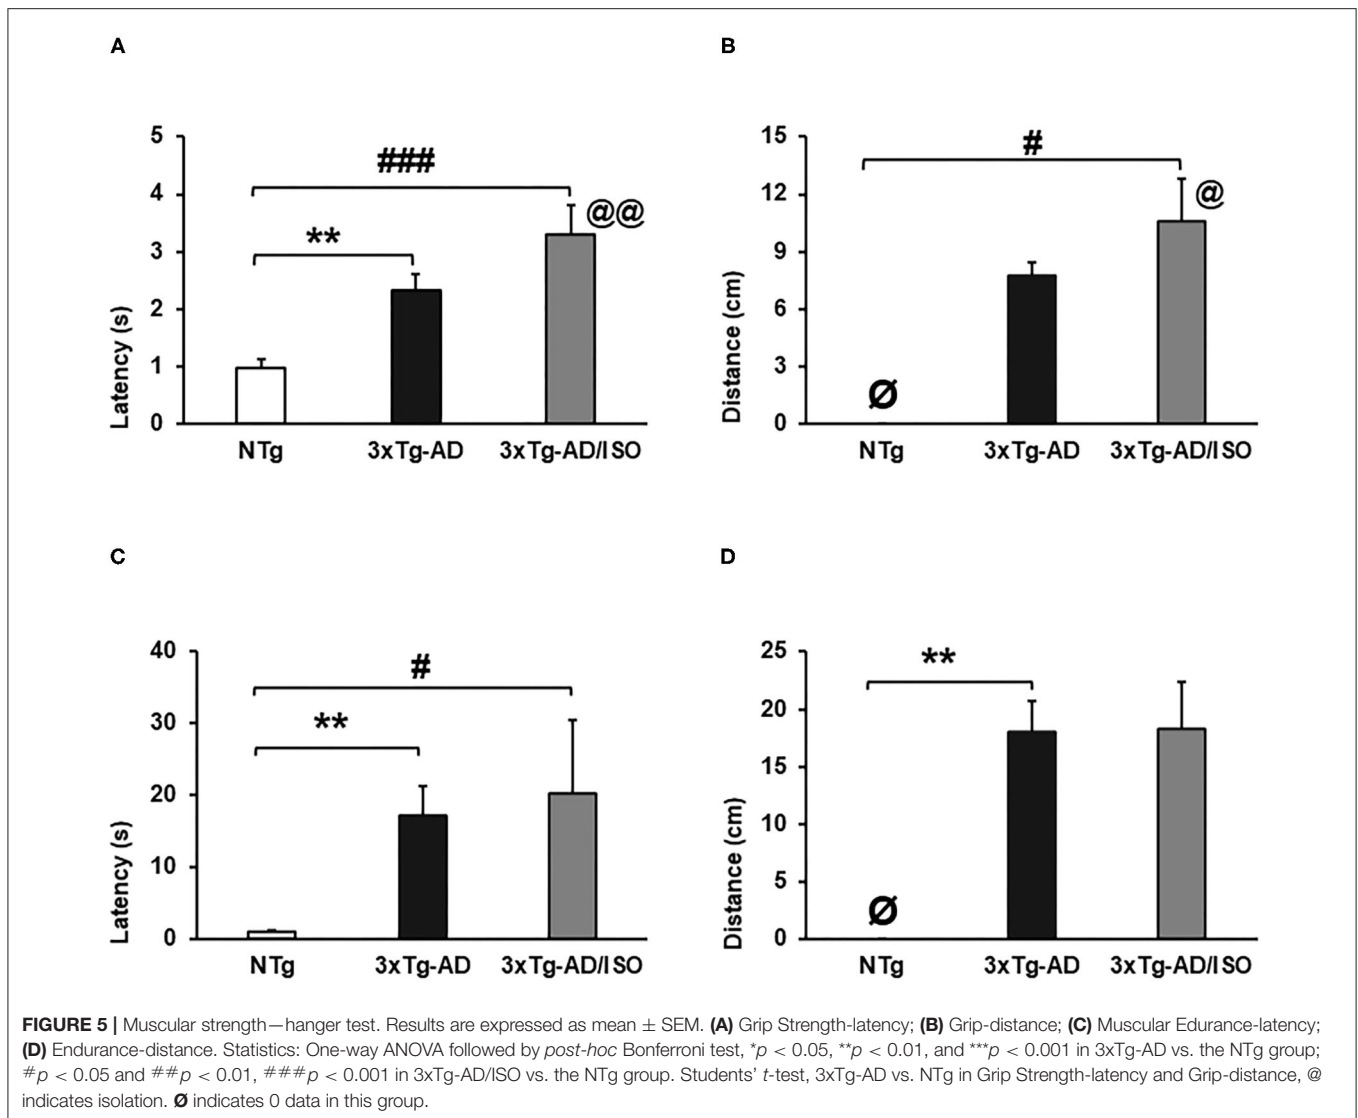 A
5
4
3
2
1
0
Latency (s)
###
**
@@
NTg
3xTg-AD
3xTg-AD/ISO
B
15
12
9
6
3
0
Distance (cm)
#
@
Ø
NTg
3xTg-AD
3xTg-AD/ISO
C
40
30
20
10
0
Latency (s)
#
**
NTg
3xTg-AD
3xTg-AD/ISO
D
25
20
15
10
5
0
Distance (cm)
**
Ø
NTg
3xTg-AD
3xTg-AD/ISO
FIGURE 5 | Muscular strength—hanger test. Results are expressed as mean ± SEM. (A) Grip Strength-latency; (B) Grip-distance; (C) Muscular Edurance-latency;
(D) Endurance-distance. Statistics: One-way ANOVA followed by post-hoc Bonferroni test, *p < 0.05, **p < 0.01, and ***p < 0.001 in 3xTg-AD vs. the NTg group;
#p < 0.05 and ##p < 0.01, ###p < 0.001 in 3xTg-AD/ISO vs. the NTg group. Students' t-test, 3xTg-AD vs. NTg in Grip Strength-latency and Grip-distance, @
indicates isolation. Ø indicates 0 data in this group.